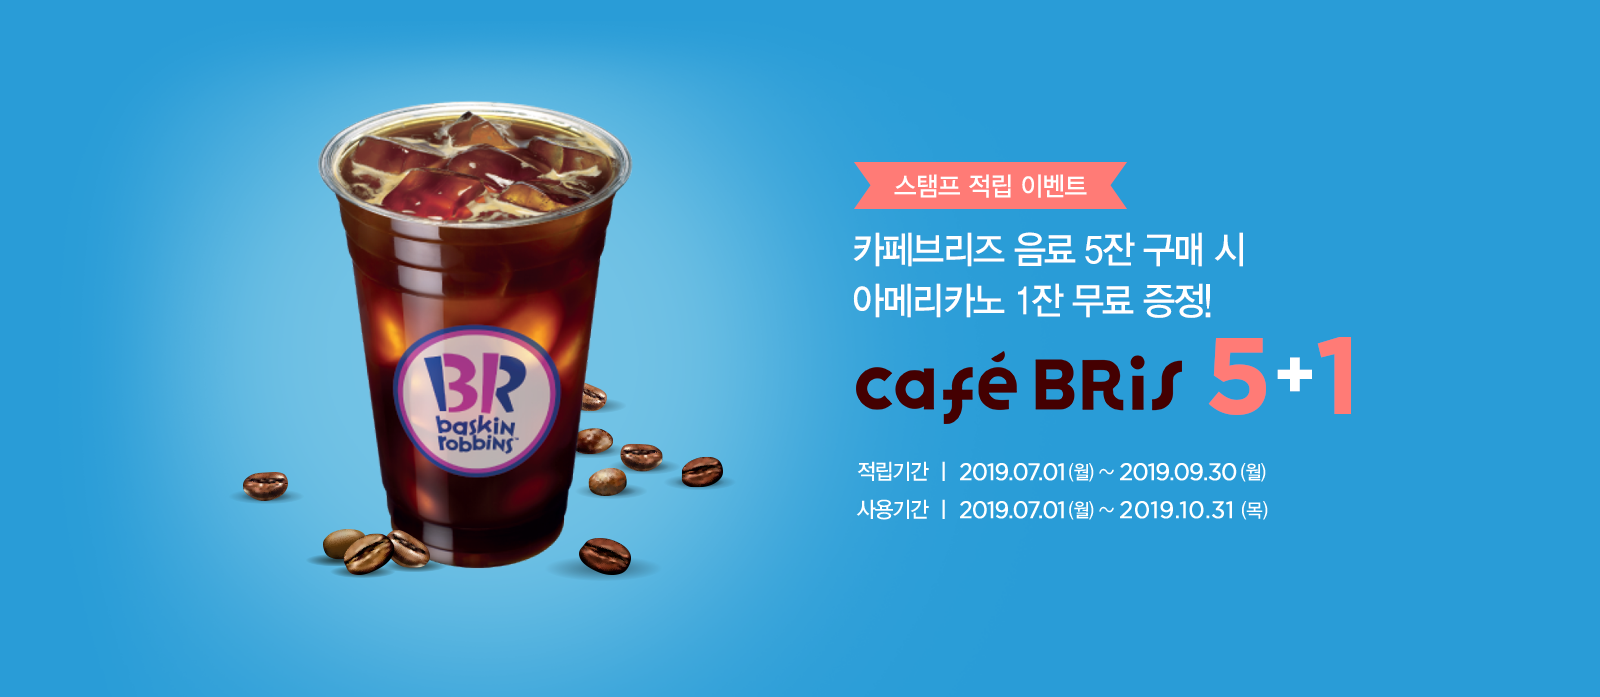 스탬프 적립 이벤트
카페브리즈 음료 5잔 구매 시
아메리카노 1잔 무료 증정!
café BRiS 5+1
적립기간 | 2019.07.01(월) ~ 2019.09.30(월)
사용기간 | 2019.07.01(월) ~ 2019.10.31 (목)
BR
baskin
robbins™